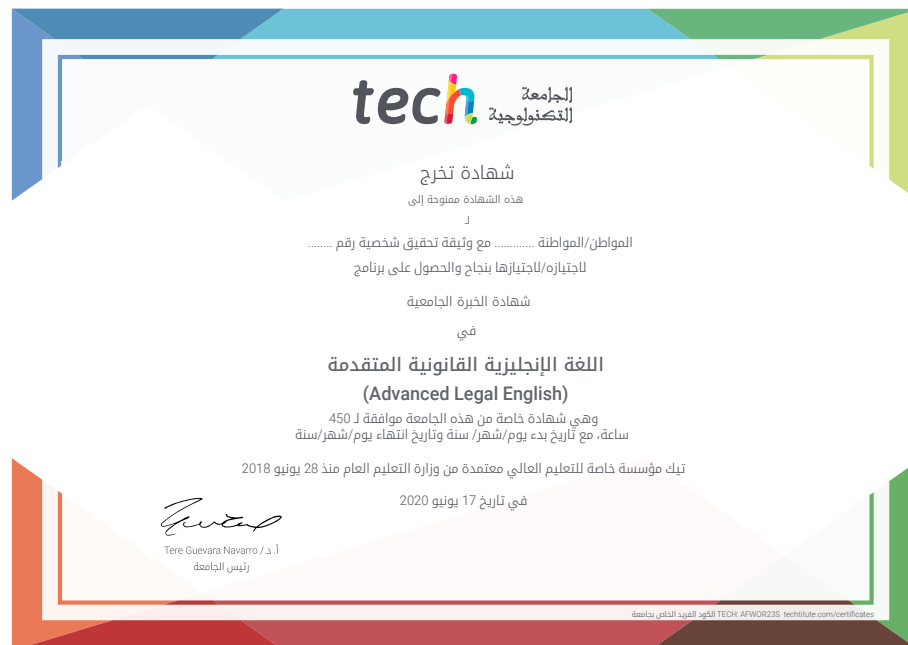 tech
الجامعة
التكنولوجية
شهادة تخرج
هذه الشهادة ممنوحة إلى
لـ
المواطن/المواطنة ............ مع وثيقة تحقيق شخصية رقم ........
لاجتيازه/لاجتيازها بنجاح والحصول على برنامج
شهادة الخبرة الجامعية
في
اللغة الإنجليزية القانونية المتقدمة
(Advanced Legal English)
وهي شهادة خاصة من هذه الجامعة موافقة لـ 450
ساعة، مع تاريخ بدء يوم/شهر/ سنة وتاريخ انتهاء يوم/شهر/سنة
تيك مؤسسة خاصة للتعليم العالي معتمدة من وزارة التعليم العام منذ 28 يونيو 2018
في تاريخ 17 يونيو 2020
أ.د./ Tere Guevara Navarro
رئيس الجامعة
الكود الفريد الخاص بجامعة TECH: AFWOR23S techtitute.com/certificates